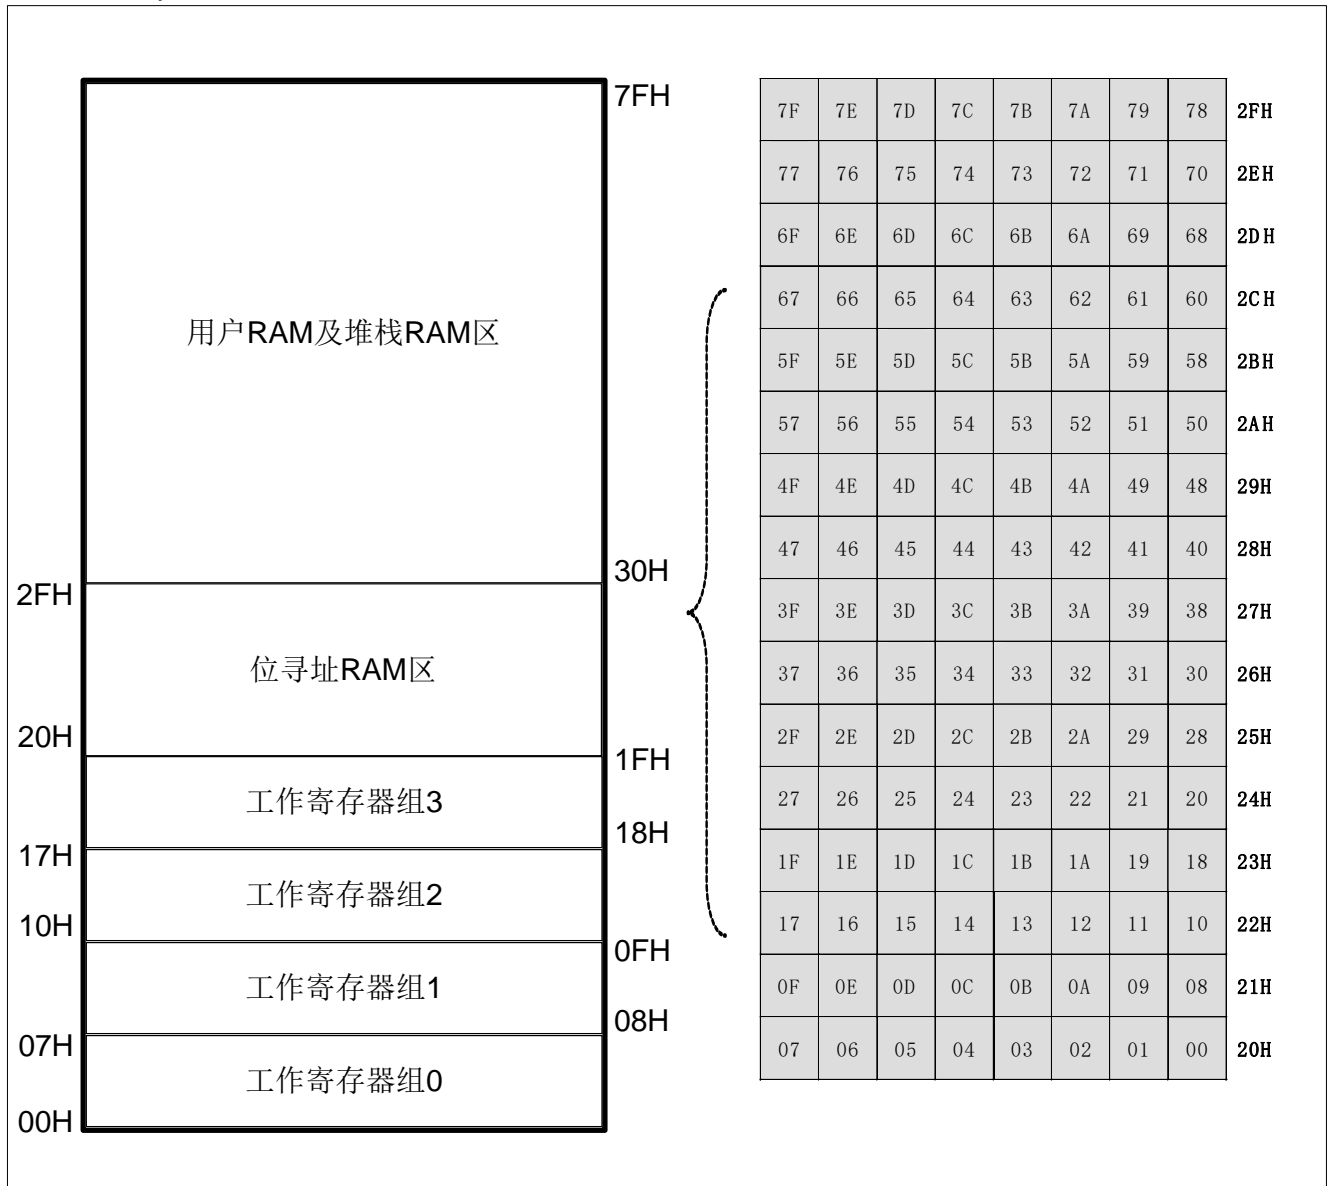 7FH
用户RAM及堆栈RAM区
30H
2FH
位寻址RAM区
20H
1FH
工作寄存器组3
18H
17H
工作寄存器组2
10H
0FH
工作寄存器组1
08H
07H
工作寄存器组0
00H
7F 7E 7D 7C 7B 7A 79 78 2FH
77 76 75 74 73 72 71 70 2EH
6F 6E 6D 6C 6B 6A 69 68 2DH
67 66 65 64 63 62 61 60 2CH
5F 5E 5D 5C 5B 5A 59 58 2BH
57 56 55 54 53 52 51 50 2AH
4F 4E 4D 4C 4B 4A 49 48 29H
47 46 45 44 43 42 41 40 28H
3F 3E 3D 3C 3B 3A 39 38 27H
37 36 35 34 33 32 31 30 26H
2F 2E 2D 2C 2B 2A 29 28 25H
27 26 25 24 23 22 21 20 24H
1F 1E 1D 1C 1B 1A 19 18 23H
17 16 15 14 13 12 11 10 22H
0F 0E 0D 0C 0B 0A 09 08 21H
07 06 05 04 03 02 01 00 20H